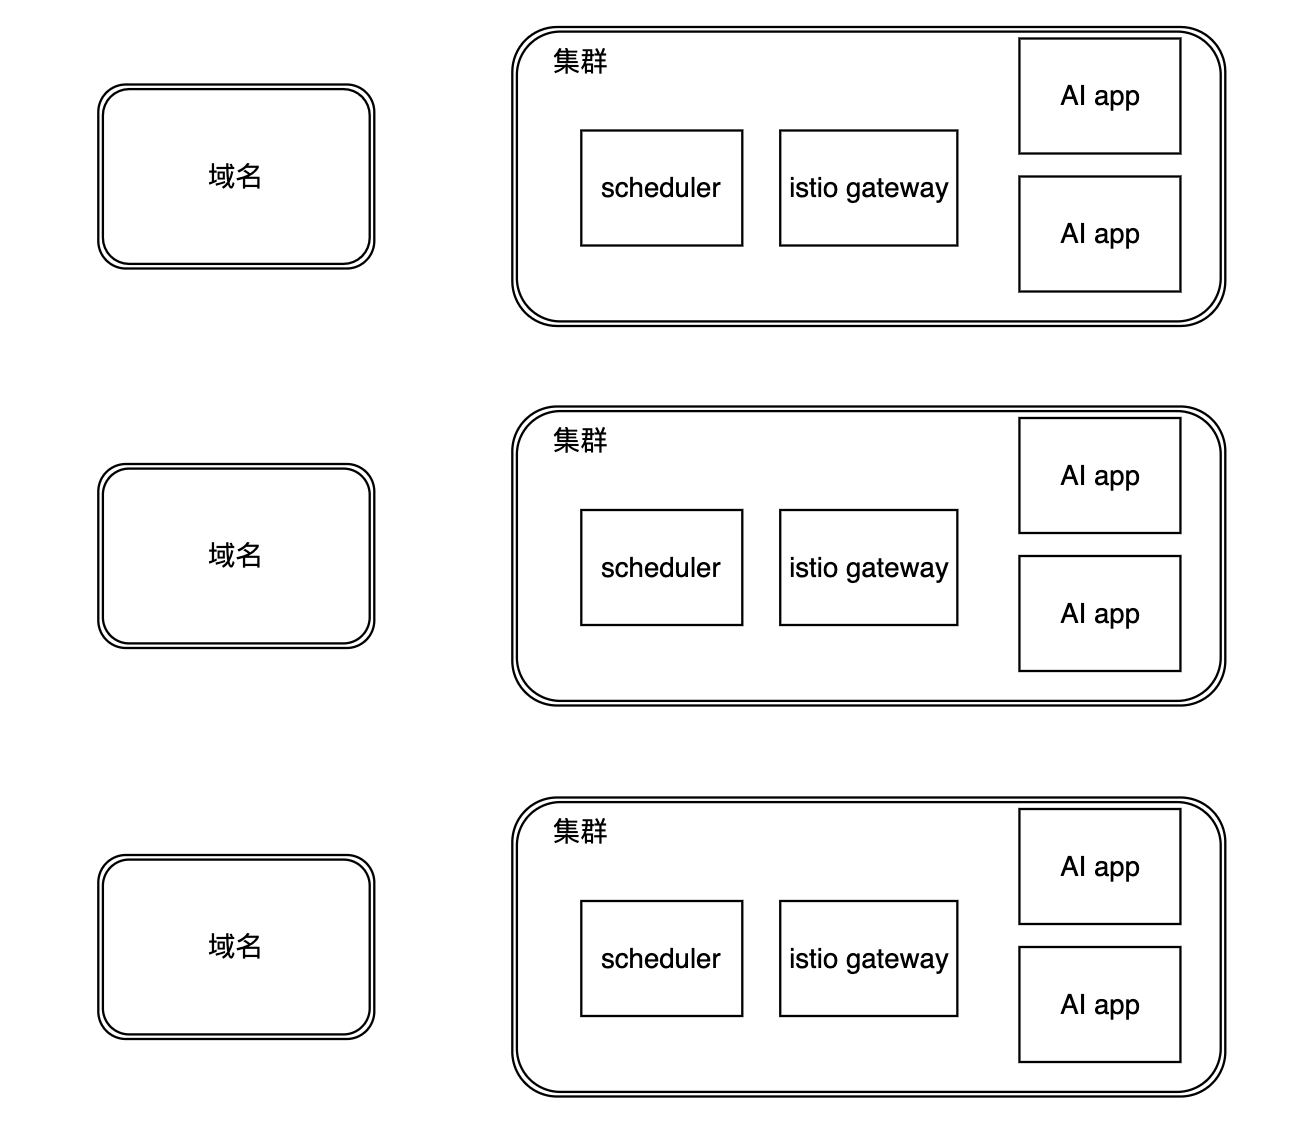 集群
AI app
域名
scheduler
istio gateway
AI app
集群
AI app
域名
scheduler
istio gateway
AI app
集群
AI app
域名
scheduler
istio gateway
AI app